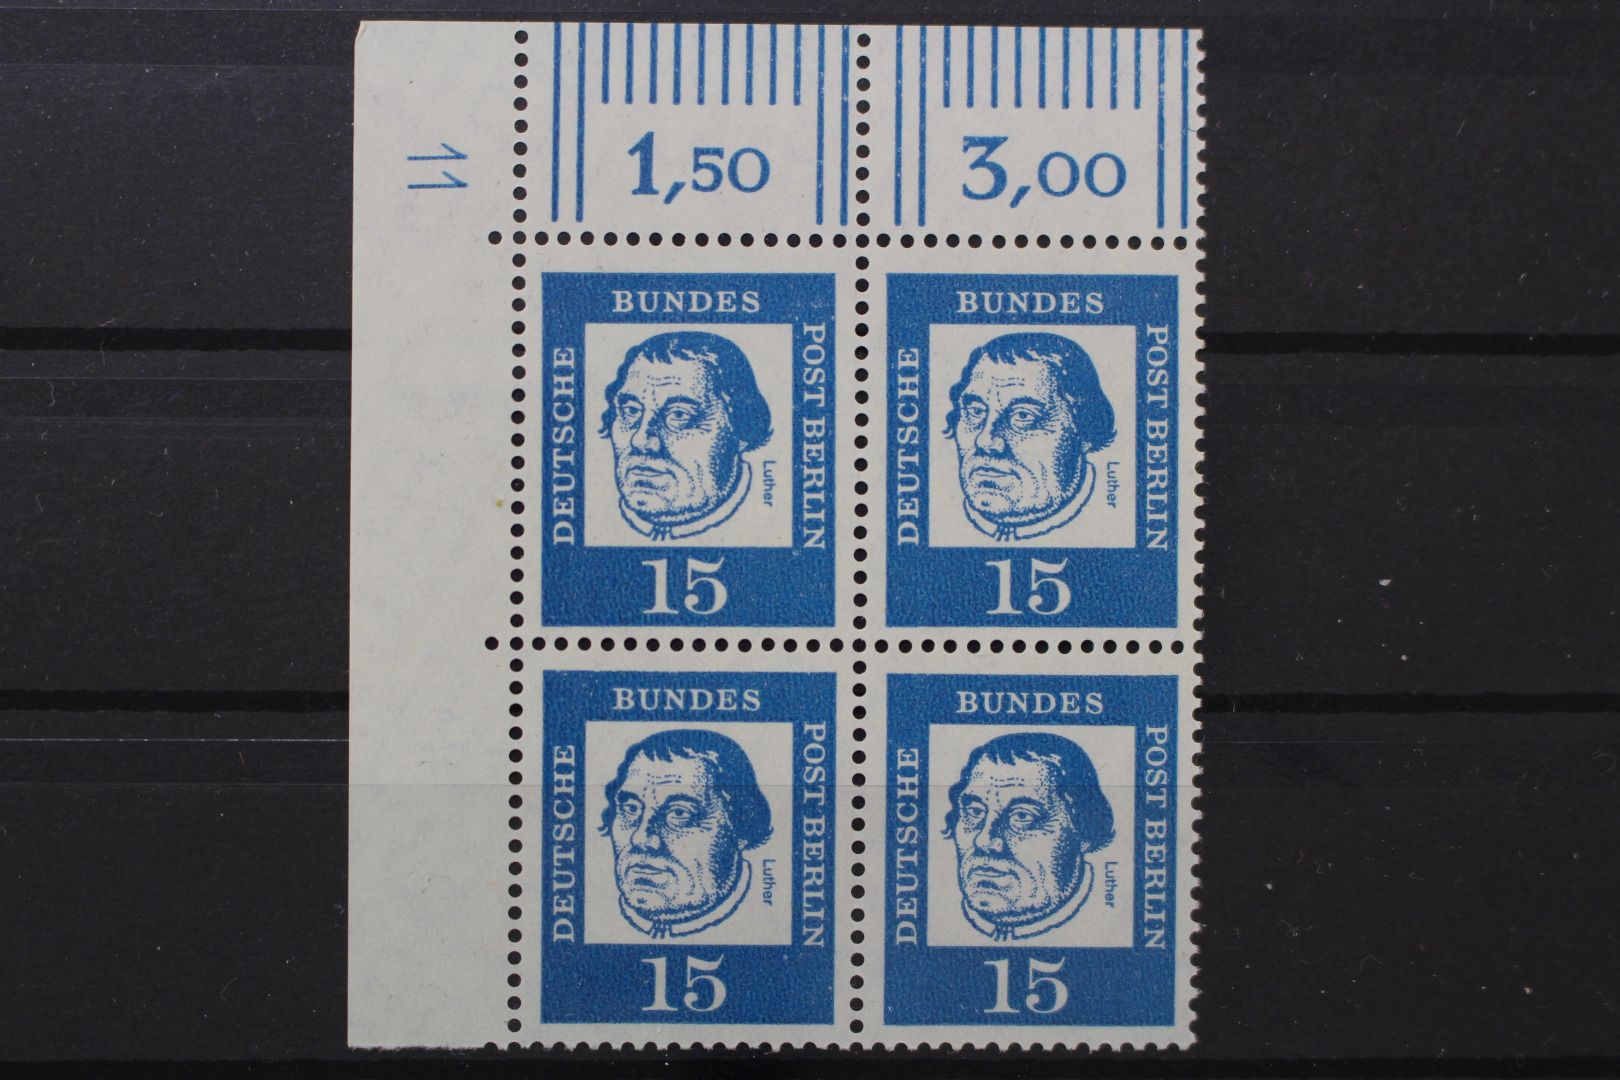 11
1,50
3,00
BUNDES
DEUTSCHE
POST BERLIN
Luther
15
BUNDES
DEUTSCHE
POST BERLIN
Luther
15
BUNDES
DEUTSCHE
POST BERLIN
Luther
15
BUNDES
DEUTSCHE
POST BERLIN
Luther
15